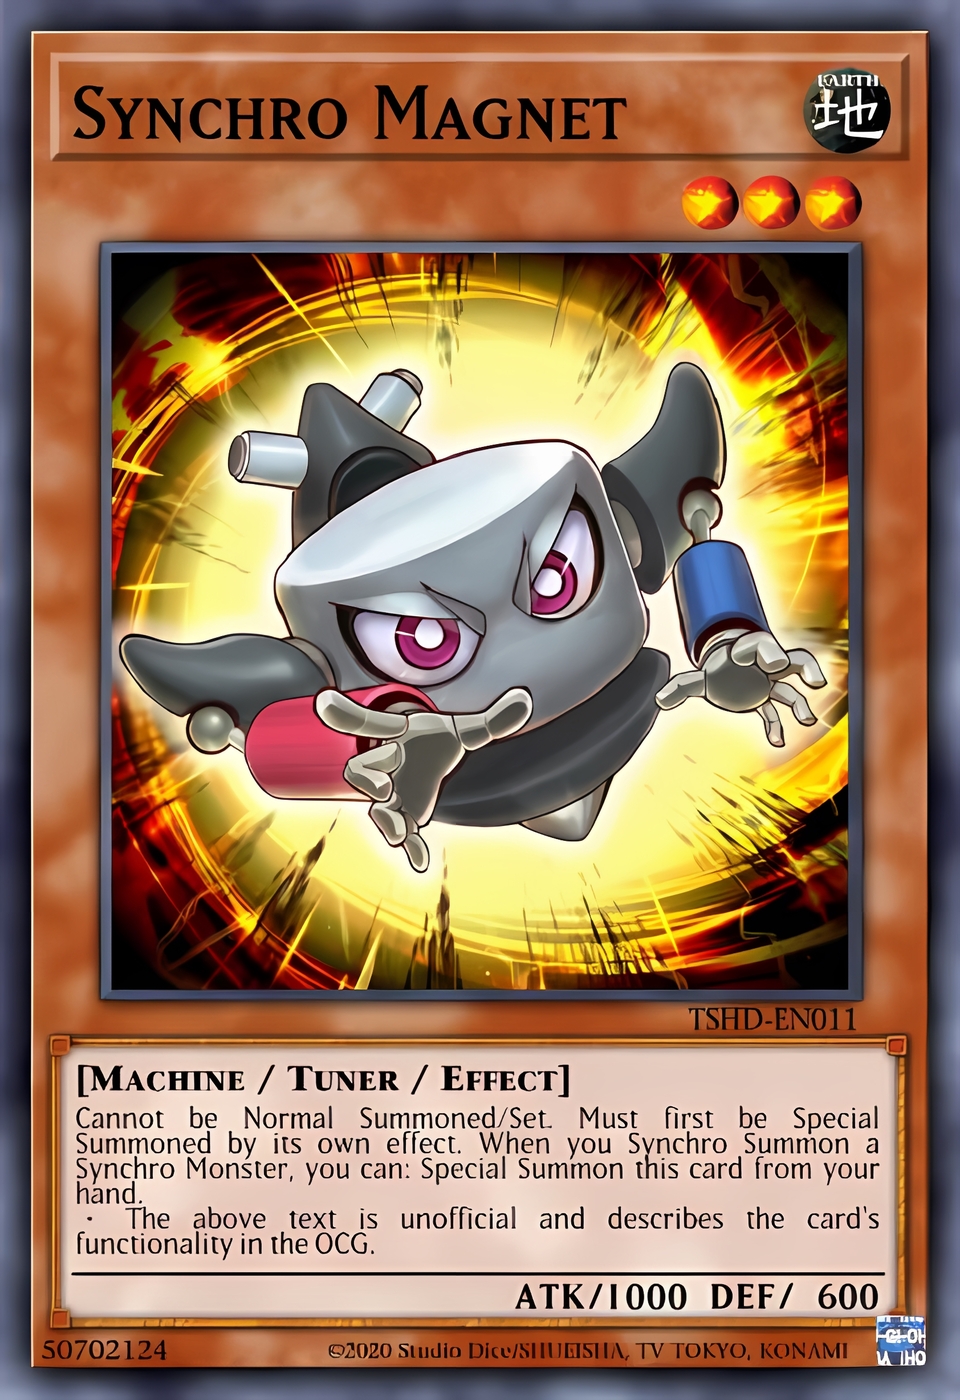 SYNCHRO MAGNET
EARTH
地
TSHD-EN011
[MACHINE / TUNER / EFFECT]
Cannot be Normal Summoned/Set. Must first be Special
Summoned by its own effect. When you Synchro Summon a
Synchro Monster, you can: Special Summon this card from your
hand.
· The above text is unofficial and describes the card's
functionality in the OCG.
ATK/1000 DEF/ 600
50702124
©2020 Studio Dice/SHUEISHA, TV TOKYO, KONAMI